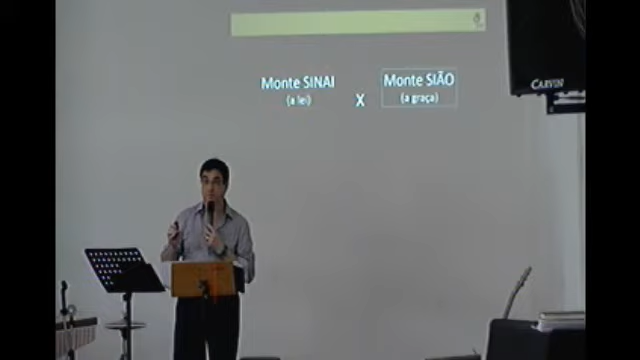 Monte SINAI
(a lei)
X
Monte SIÃO
(a graça)
CARVIN